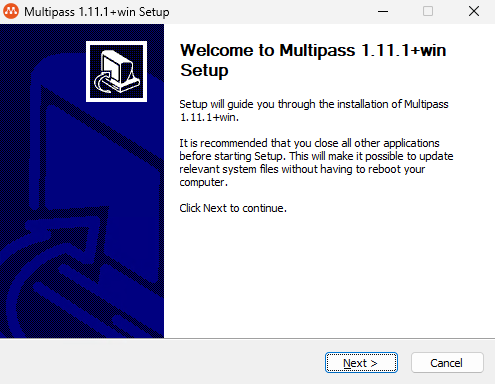 Multipass 1.11.1+win Setup
Welcome to Multipass 1.11.1+win
Setup
Setup will guide you through the installation of Multipass
1.11.1+win.
It is recommended that you close all other applications
before starting Setup. This will make it possible to update
relevant system files without having to reboot your
computer.
Click Next to continue.
Next >
Cancel